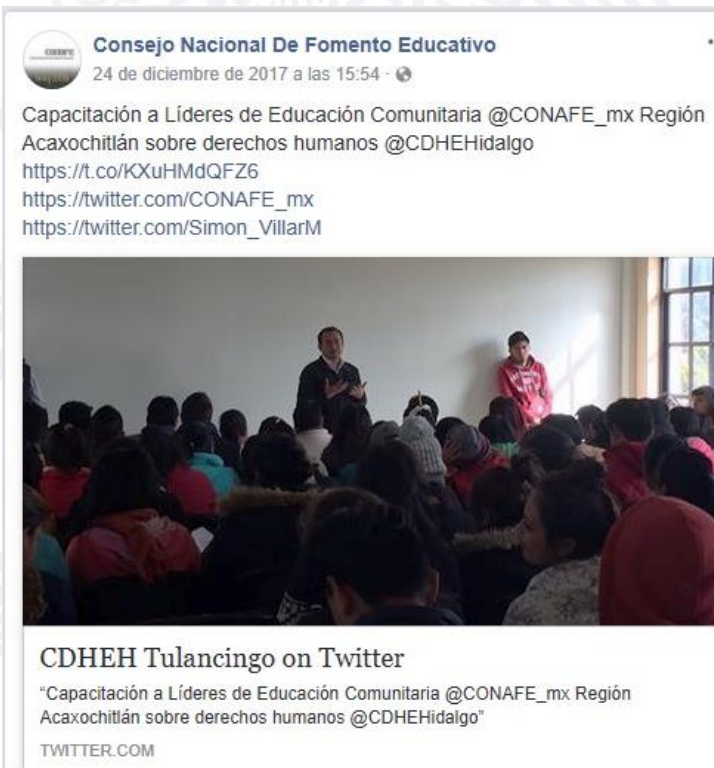 Consejo Nacional De Fomento Educativo
24 de diciembre de 2017 a las 15:54 ·
Capacitación a Líderes de Educación Comunitaria @CONAFE_mx Región
Acaxochitlán sobre derechos humanos @CDHEHidalgo
https://t.co/KXuHMdQFZ6
https://twitter.com/CONAFE_mx
https://twitter.com/Simon_VillarM
CDHEH Tulancingo on Twitter
“Capacitación a Líderes de Educación Comunitaria @CONAFE_mx Región
Acaxochitlán sobre derechos humanos @CDHEHidalgo”
TWITTER.COM